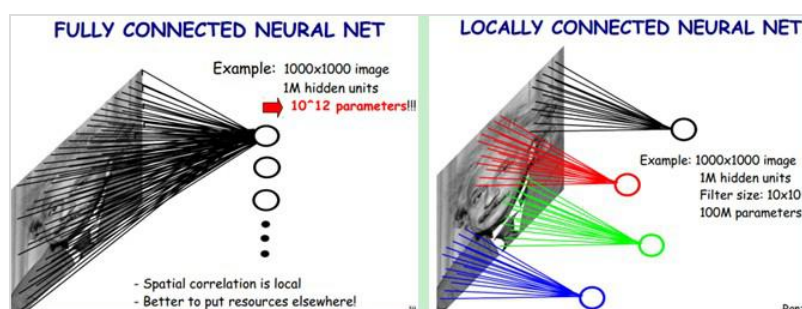 FULLY CONNECTED NEURAL NET
Example: 1000x1000 image
1M hidden units
10^12 parameters!!!
- Spatial correlation is local
- Better to put resources elsewhere!
LOCALLY CONNECTED NEURAL NET
Example: 1000x1000 image
1M hidden units
Filter size: 10x10
100M parameters